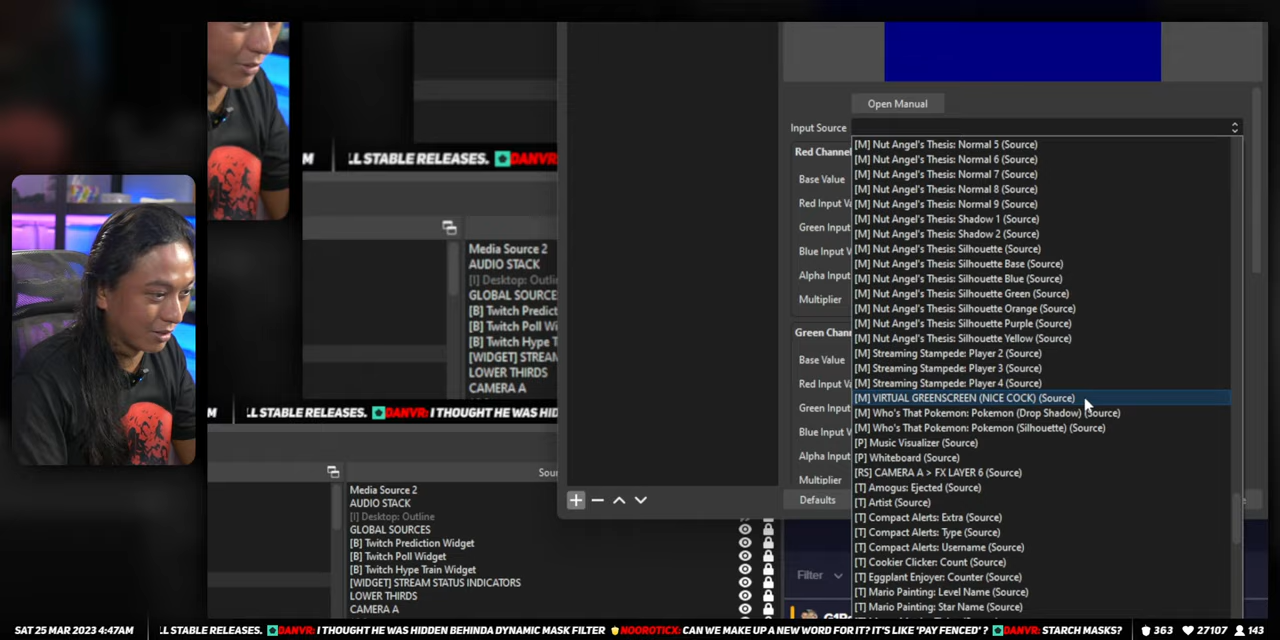 Open Manual
Input Source
[M] Nut Angel's Thesis: Normal 5 (Source)
Red Channel
[M] Nut Angel's Thesis: Normal 6 (Source)
[M] Nut Angel's Thesis: Normal 7 (Source)
Base Value
[M] Nut Angel's Thesis: Normal 8 (Source)
Red Input
[M] Nut Angel's Thesis: Normal 9 (Source)
[M] Nut Angel's Thesis: Shadow 1 (Source)
Green Input
[M] Nut Angel's Thesis: Shadow 2 (Source)
[M] Nut Angel's Thesis: Silhouette (Source)
Blue Input
[M] Nut Angel's Thesis: Silhouette Base (Source)
Alpha Input
[M] Nut Angel's Thesis: Silhouette Blue (Source)
[M] Nut Angel's Thesis: Silhouette Green (Source)
Multiplier
[M] Nut Angel's Thesis: Silhouette Orange (Source)
[M] Nut Angel's Thesis: Silhouette Purple (Source)
Green Chan
[M] Nut Angel's Thesis: Silhouette Yellow (Source)
[M] Streaming Stampede: Player 2 (Source)
Base Value
[M] Streaming Stampede: Player 3 (Source)
Red Input V
[M] Streaming Stampede: Player 4 (Source)
[M] VIRTUAL GREENSCREEN (NICE COCK) (Source)
Green Input
[M] Who's That Pokemon: Pokemon (Drop Shadow) (Source)
Blue Input V
[M] Who's That Pokemon: Pokemon (Silhouette) (Source)
[P] Music Visualizer (Source)
Alpha Input
[P] Whiteboard (Source)
[RS] CAMERA A > FX LAYER 6 (Source)
Multiplier
[T] Amogus: Ejected (Source)
Defaults
[T] Artist (Source)
[T] Compact Alerts: Extra (Source)
[T] Compact Alerts: Type (Source)
[T] Compact Alerts: Username (Source)
[T] Cookier Clicker: Count (Source)
Filter
[T] Eggplant Enjoyer: Counter (Source)
[T] Mario Painting: Level Name (Source)
[T] Mario Painting: Star Name (Source)
M
LL STABLE RELEASES. DANVR:
Media Source 2
AUDIO STACK
[I] Desktop: Outlin
GLOBAL SOURCE
[B] Twitch Predict
[B] Twitch Poll Wi
[B] Twitch Hype T
[WIDGET] STREAM
LOWER THIRDS
CAMERA A
M
LL STABLE RELEASES. DANVR: I THOUGHT HE WAS HID
Sou
Media Source 2
AUDIO STACK
[I] Desktop: Outline
GLOBAL SOURCES
[B] Twitch Prediction Widget
[B] Twitch Poll Widget
[B] Twitch Hype Train Widget
[WIDGET] STREAM STATUS INDICATORS
LOWER THIRDS
CAMERA A
SAT 25 MAR 2023 4:47AM
LL STABLE RELEASES. DANVR: I THOUGHT HE WAS HIDDEN BEHINDA DYNAMIC MASK FILTER NOOROTICX: CAN WE MAKE UP A NEW WORD FOR IT? IT'S LIKE 'PAY FENCED' ? DANVR: STARCH MASKS? 363 27107 143